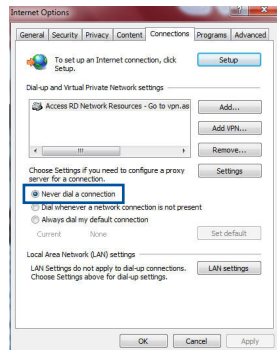 Internet Options
General Security Privacy Content Connections Programs Advanced
To set up an Internet connection, click
Setup.
Setup
Dial-up and Virtual Private Network settings
Access RD Network Resources - Go to vpn.as
Add...
Add VPN...
Remove...
Choose Settings if you need to configure a proxy
server for a connection.
Settings
Never dial a connection
Dial whenever a network connection is not present
Always dial my default connection
Current None
Set default
Local Area Network (LAN) settings
LAN Settings do not apply to dial-up connections.
Choose Settings above for dial-up settings.
LAN settings
OK Cancel Apply